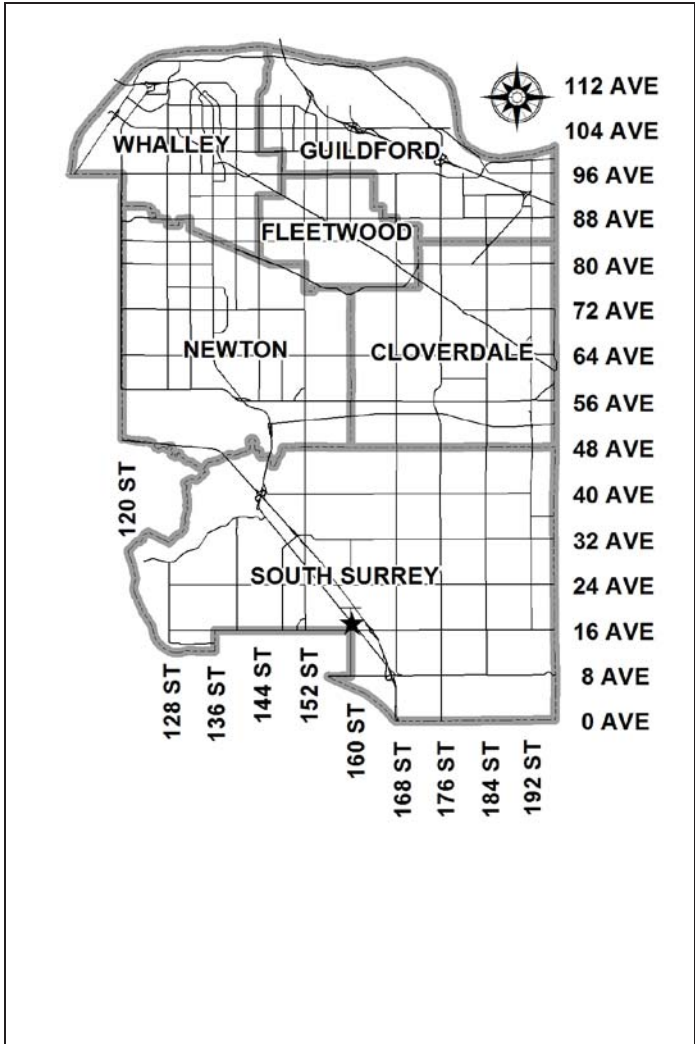 112 AVE
104 AVE
WHALLEY
GUILDFORD
96 AVE
88 AVE
FLEETWOOD
80 AVE
72 AVE
NEWTON
CLOVERDALE
64 AVE
56 AVE
48 AVE
120 ST
40 AVE
32 AVE
SOUTH SURREY
24 AVE
16 AVE
128 ST
136 ST
144 ST
152 ST
8 AVE
0 AVE
160 ST
168 ST
176 ST
184 ST
192 ST